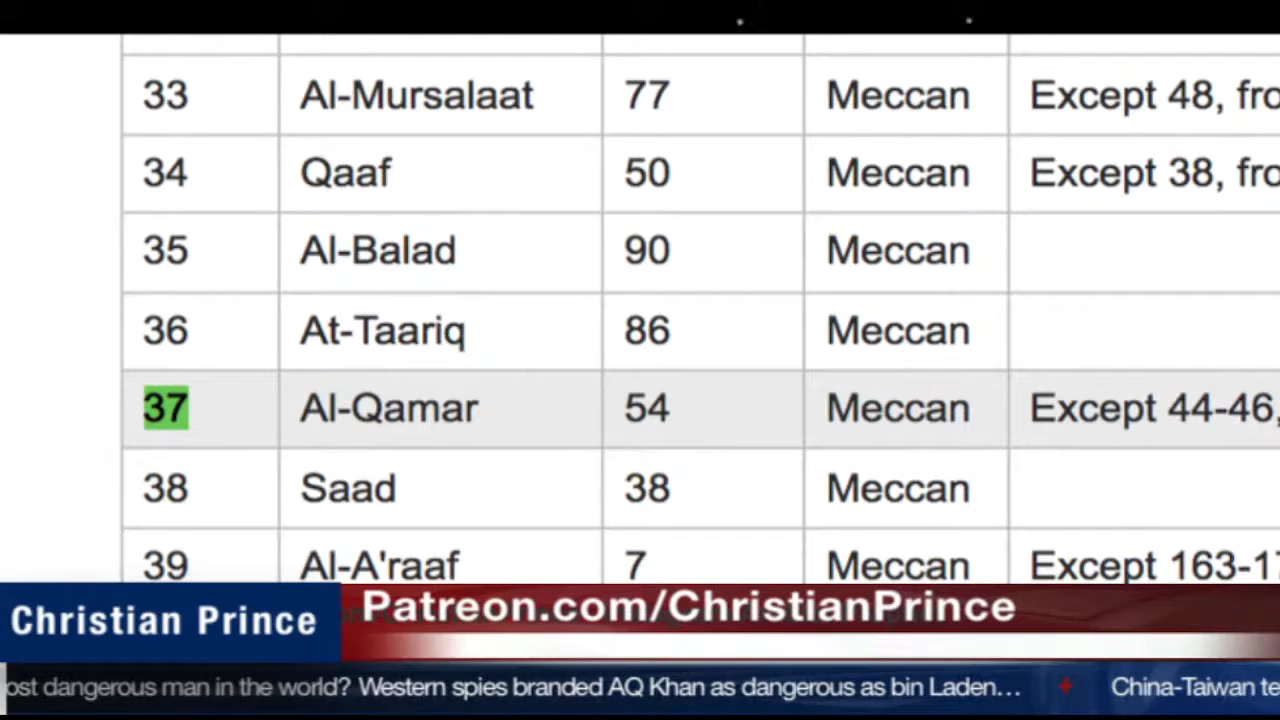 33 Al-Mursalaat 77 Meccan Except 48, fro
34 Qaaf 50 Meccan Except 38, fro
35 Al-Balad 90 Meccan
36 At-Taariq 86 Meccan
37 Al-Qamar 54 Meccan Except 44-46,
38 Saad 38 Meccan
39 Al-A'raaf 7 Meccan Except 163-17
Christian Prince Patreon.com/ChristianPrince
ost dangerous man in the world? Western spies branded AQ Khan as dangerous as bin Laden... China-Taiwan te